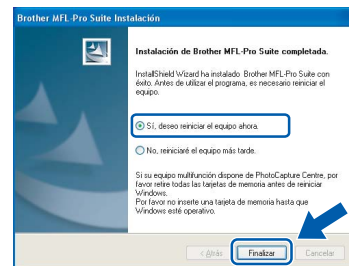 Brother MFL-Pro Suite Instalación
Instalación de Brother MFL-Pro Suite completada.
InstallShield Wizard ha instalado Brother MFL-Pro Suite con
éxito. Antes de utilizar el programa, es necesario reiniciar el
equipo.
Sí, deseo reiniciar el equipo ahora.
No, reiniciaré el equipo más tarde.
Si su equipo multifunción dispone de PhotoCapture Centre, por
favor retire todas las tarjetas de memoria antes de reiniciar
Windows.
Por favor no inserte una tarjeta de memoria hasta que
Windows esté operativo.
< Atrás Finalizar Cancelar